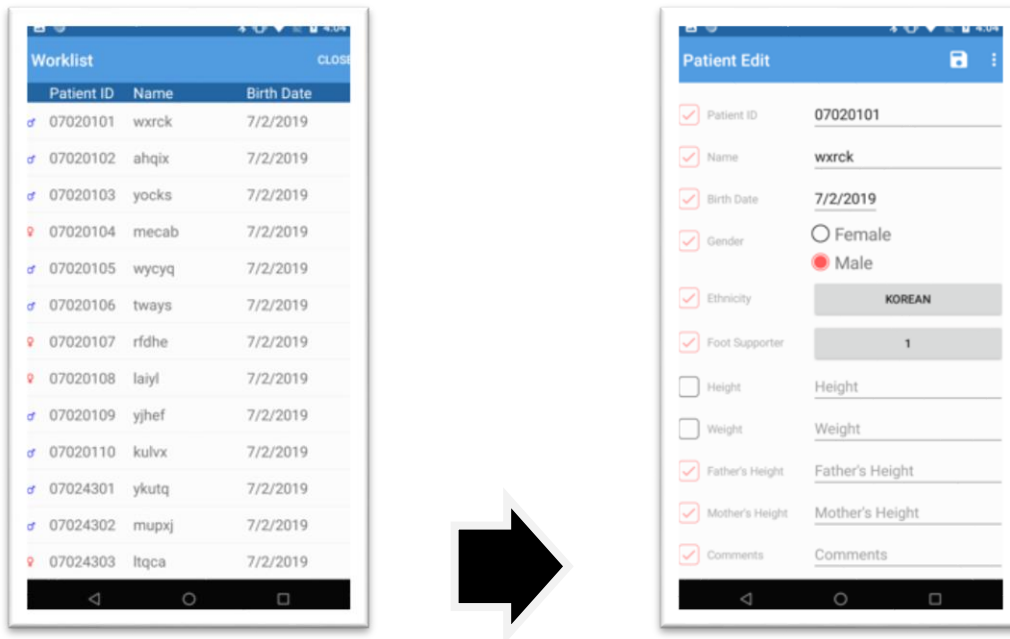 4:04
Worklist CLOSE
Patient ID Name Birth Date
07020101 wxrck 7/2/2019
07020102 ahqix 7/2/2019
07020103 yocks 7/2/2019
07020104 mecab 7/2/2019
07020105 wycyq 7/2/2019
07020106 tways 7/2/2019
07020107 rfdhe 7/2/2019
07020108 laiyl 7/2/2019
07020109 yjhef 7/2/2019
07020110 kulvx 7/2/2019
07024301 ykutq 7/2/2019
07024302 mupxj 7/2/2019
07024303 ltqca 7/2/2019
4:04
Patient Edit
Patient ID 07020101
Name wxrck
Birth Date 7/2/2019
Gender Female
Male
Ethnicity KOREAN
Foot Supporter 1
Height Height
Weight Weight
Father's Height Father's Height
Mother's Height Mother's Height
Comments Comments